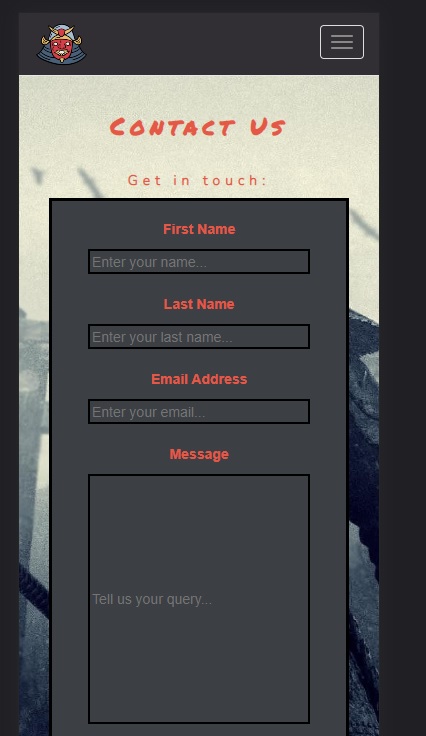 Contact Us
Get in touch:
First Name
Enter your name...
Last Name
Enter your last name...
Email Address
Enter your email...
Message
Tell us your query...